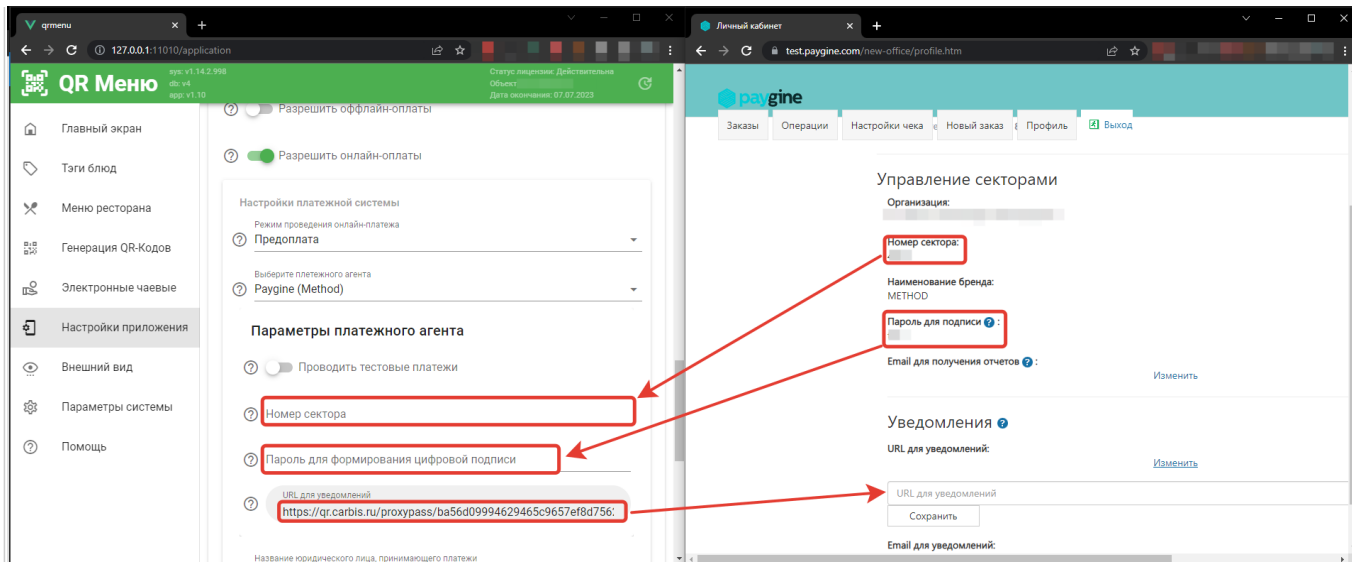 qrmenu
127.0.0.1:11010/application
QR Меню
sys: v1.14.2.998
db: v4
app: v1.10
Статус лицензии: Действительна
Объект
Дата окончания: 07.07.2023
Главный экран
Тэги блюд
Меню ресторана
Генерация QR-Кодов
Электронные чаевые
Настройки приложения
Внешний вид
Параметры системы
Помощь
Разрешить оффлайн-оплаты
Разрешить онлайн-оплаты
Настройки платежной системы
Режим проведения онлайн-платежа
Предоплата
Выберите плетежного агента
Paygine (Method)
Параметры платежного агента
Проводить тестовые платежи
Номер сектора
Пароль для формирования цифровой подписи
URL для уведомлений
https://qr.carbis.ru/proxypass/ba56d09994629465c9657ef8d756
Название юридического лица, принимающего платежи
Личный кабинет
test.paygine.com/new-office/profile.htm
paygine
Заказы
Операции
Настройки чека
Новый заказ
Профиль
Выход
Управление секторами
Организация:
Номер сектора:
Наименование бренда:
METHOD
Пароль для подписи ? :
Email для получения отчетов ? :
Изменить
Уведомления ?
URL для уведомлений:
Изменить
URL для уведомлений
Сохранить
Email для уведомлений: